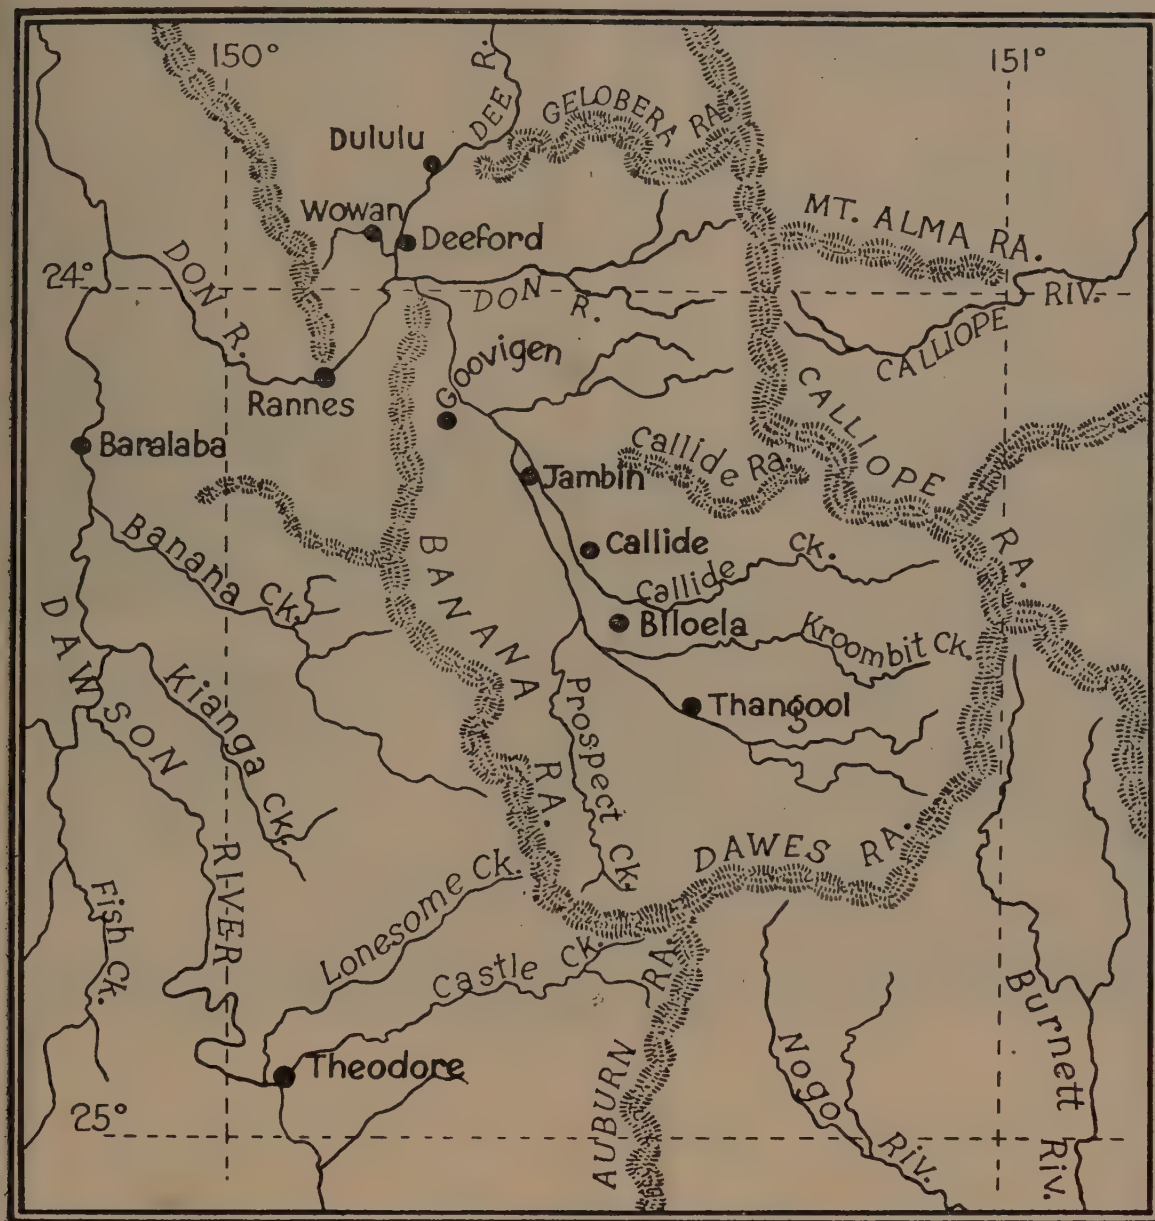 150°
151°
DEE R.
GELOBERA RA.
Dululu
Wowan
Deeford
MT. ALMA RA.
DON R.
24°
DON R.
RIV.
CALLIOPE
Goovigen
Rannes
CALLIOPE RA.
Baralaba
Callide Ra.
Jambin
Banana Ck.
BANANA RA.
Callide
Callide Ck.
Biloela
Kroombit Ck.
DAWSON RIVER
Kianga Ck.
Prospect Ck.
Thangool
DAWES RA.
Fish Ck.
Lonesome Ck.
Castle Ck.
AUBURN RA.
Nogo Riv.
Burnett Riv.
Theodore
25°